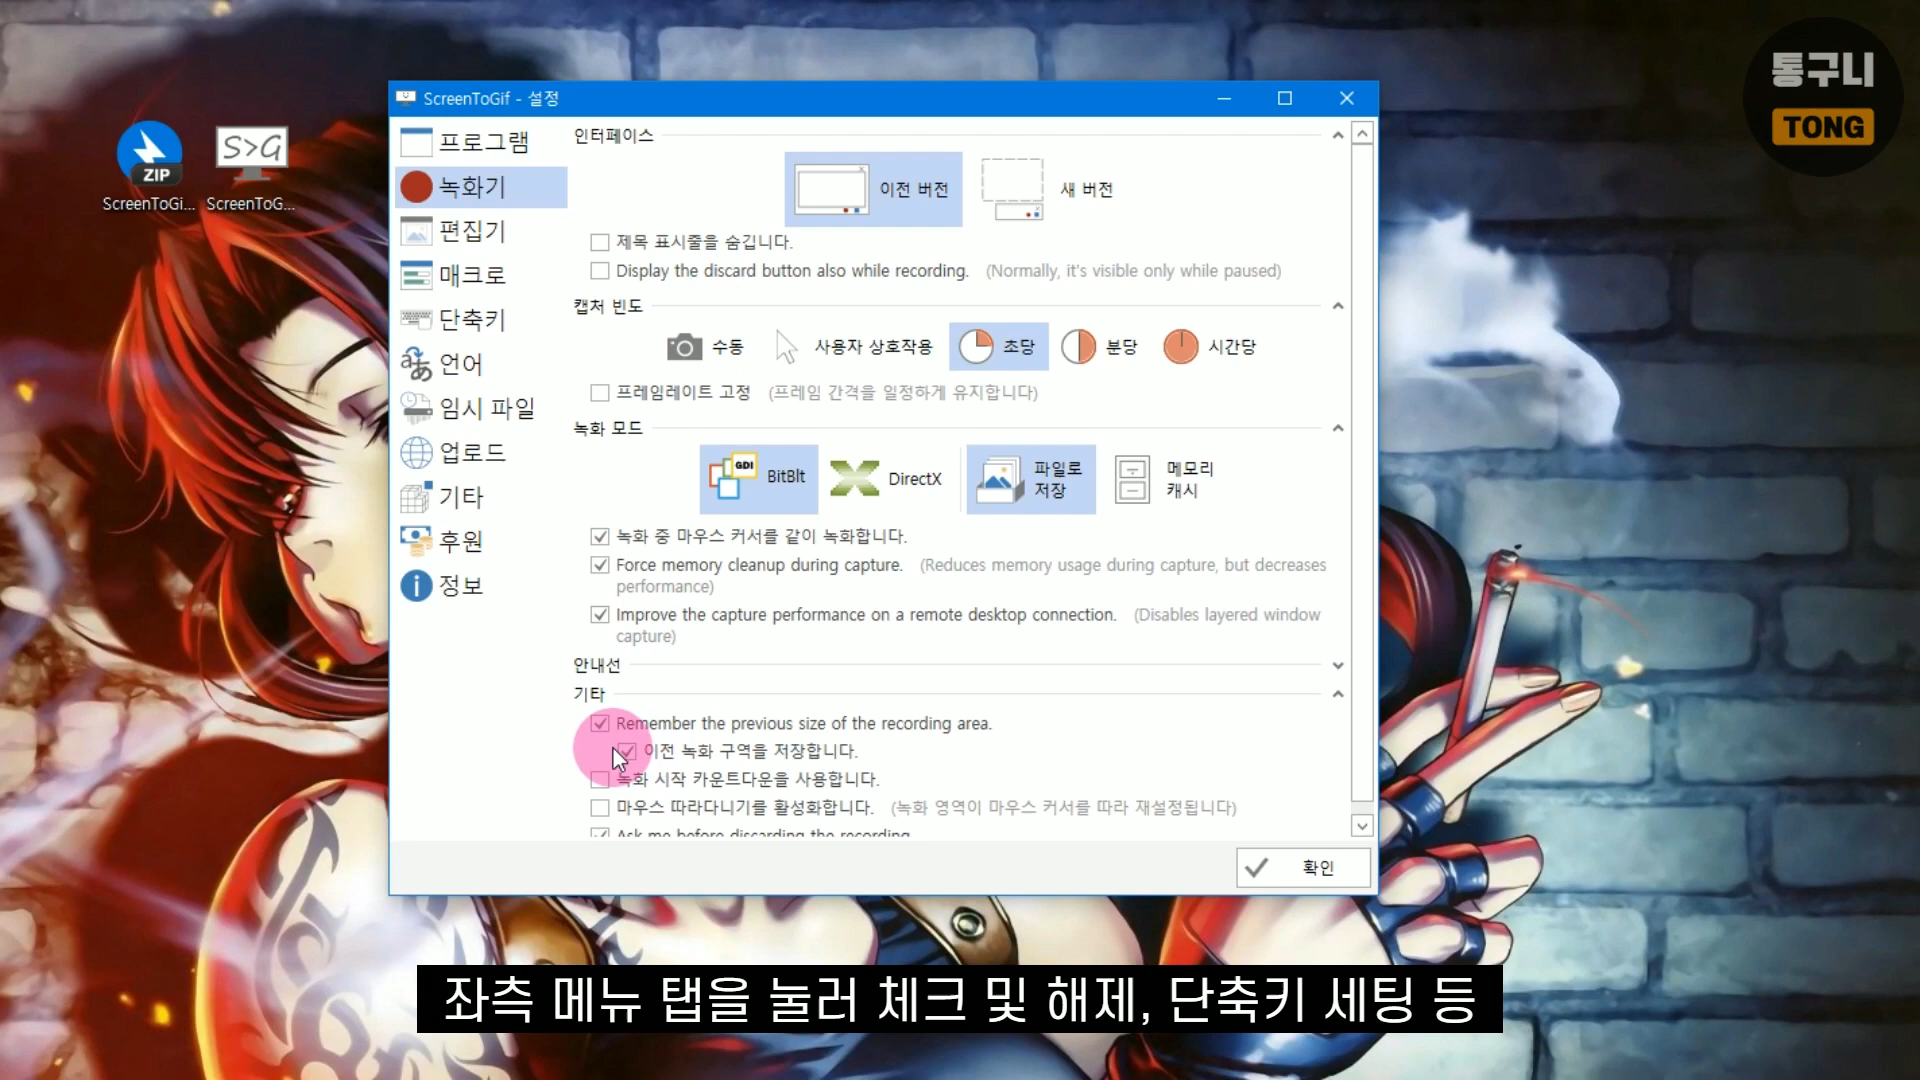 통구니
TONG
ZIP
S>G
ScreenToGi...
ScreenToG...
ScreenToGif - 설정
프로그램
녹화기
편집기
매크로
단축키
언어
임시 파일
업로드
기타
후원
정보
인터페이스
이전 버전
새 버전
제목 표시줄을 숨깁니다.
Display the discard button also while recording. (Normally, it's visible only while paused)
캡처 빈도
수동
사용자 상호작용
초당
분당
시간당
프레임레이트 고정 (프레임 간격을 일정하게 유지합니다)
녹화 모드
GDI
BitBlt
DirectX
파일로
저장
메모리
캐시
녹화 중 마우스 커서를 같이 녹화합니다.
Force memory cleanup during capture. (Reduces memory usage during capture, but decreases
performance)
Improve the capture performance on a remote desktop connection. (Disables layered window
capture)
안내선
기타
Remember the previous size of the recording area.
이전 녹화 구역을 저장합니다.
녹화 시작 카운트다운을 사용합니다.
마우스 따라다니기를 활성화합니다. (녹화 영역이 마우스 커서를 따라 재설정됩니다)
Ask me before discarding the recording
확인
좌측 메뉴 탭을 눌러 체크 및 해제, 단축키 세팅 등